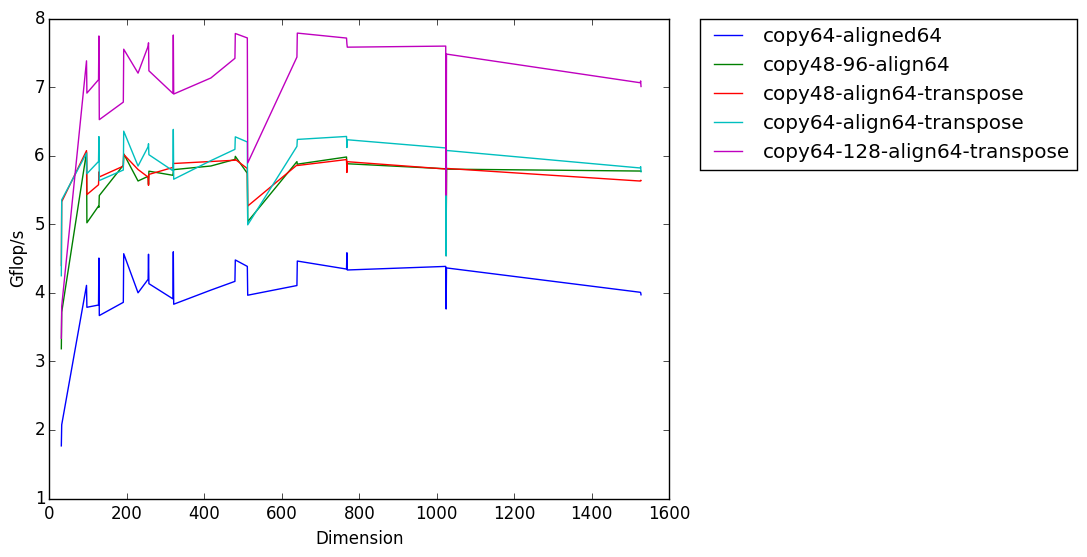 8
7
6
5
4
3
2
1
Gflop/s
0 200 400 600 800 1000 1200 1400 1600
Dimension
copy64-aligned64
copy48-96-align64
copy48-align64-transpose
copy64-align64-transpose
copy64-128-align64-transpose